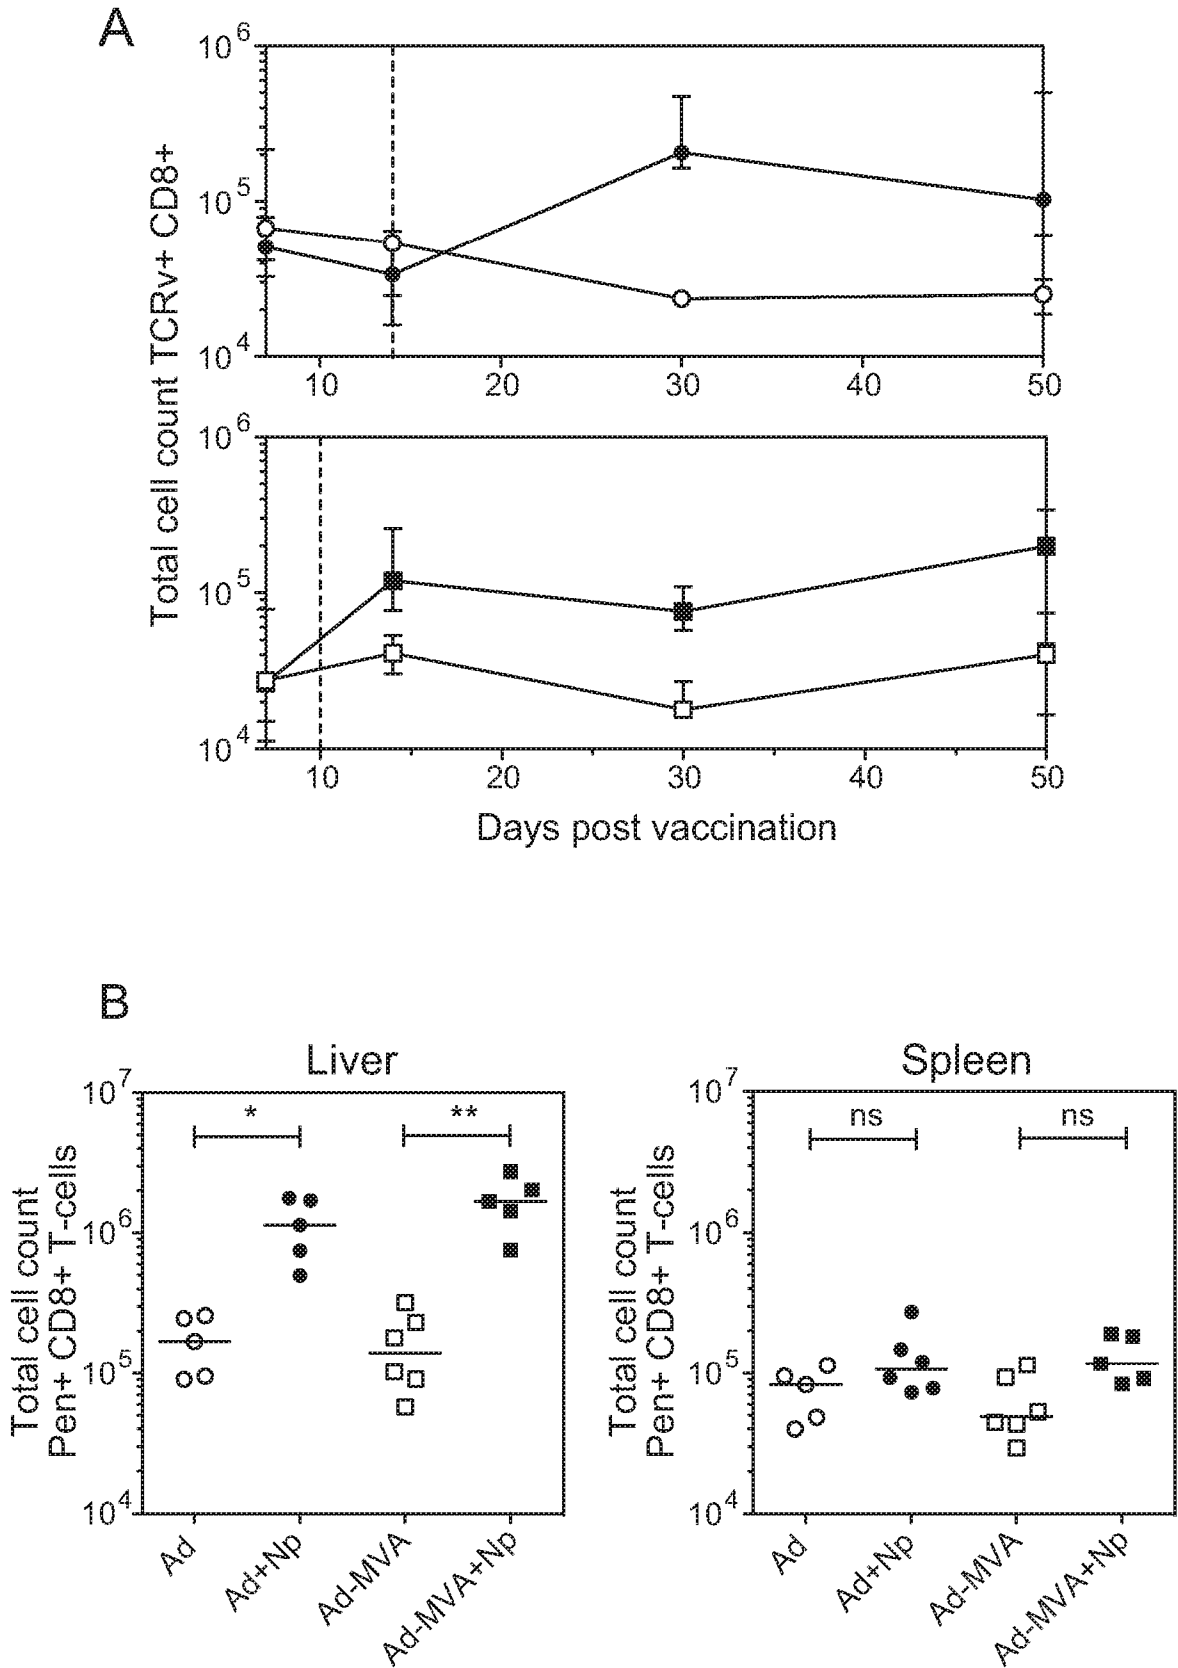 A
Total cell count TCRv+ CD8+
10^6
10^5
10^4
10 20 30 40 50
10^6
10^5
10^4
10 20 30 40 50
Days post vaccination
B
Liver
Total cell count
Pen+ CD8+ T-cells
10^7
10^6
10^5
10^4
* **
Ad Ad+Np Ad-MVA Ad-MVA+Np
Spleen
Total cell count
Pen+ CD8+ T-cells
10^7
10^6
10^5
10^4
ns ns
Ad Ad+Np Ad-MVA Ad-MVA+Np